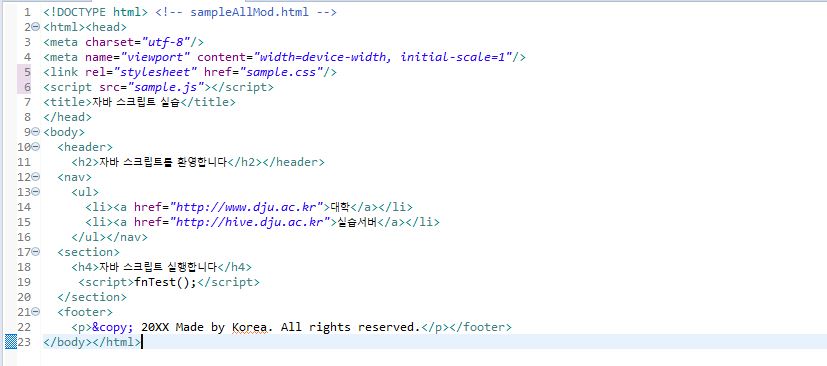 1 <!DOCTYPE html> <!-- sampleAllMod.html -->
2 <html><head>
3 <meta charset="utf-8"/>
4 <meta name="viewport" content="width=device-width, initial-scale=1"/>
5 <link rel="stylesheet" href="sample.css"/>
6 <script src="sample.js"></script>
7 <title>자바 스크립트 실습</title>
8 </head>
9 <body>
10   <header>
11     <h2>자바 스크립트를 환영합니다</h2></header>
12   <nav>
13     <ul>
14       <li><a href="http://www.dju.ac.kr">대학</a></li>
15       <li><a href="http://hive.dju.ac.kr">실습서버</a></li>
16     </ul></nav>
17   <section>
18     <h4>자바 스크립트 실행합니다</h4>
19      <script>fnTest();</script>
20   </section>
21   <footer>
22     <p>&copy; 20XX Made by Korea. All rights reserved.</p></footer>
23 </body></html>